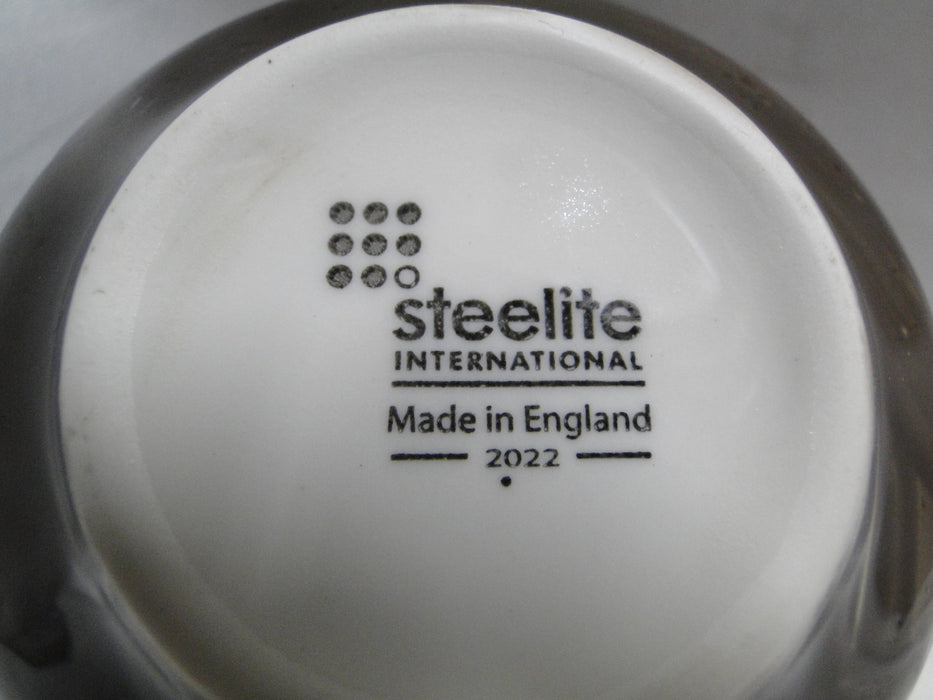 steelite
INTERNATIONAL
Made in England
2022